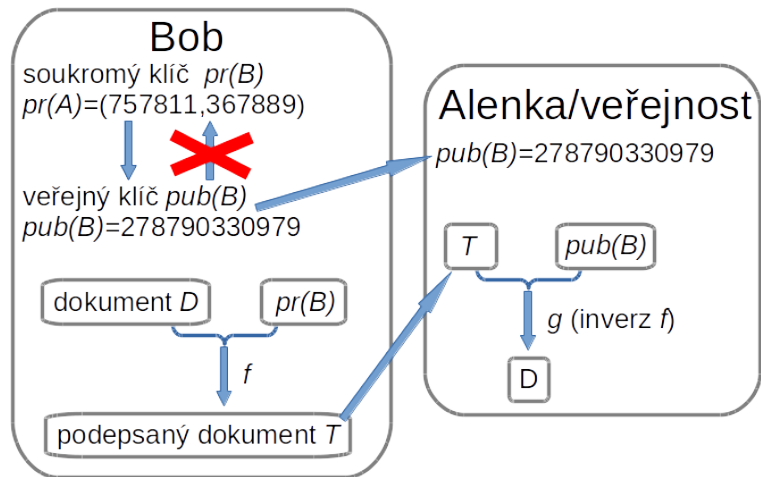 Bob
soukromý klíč pr(B)
pr(A)=(757811,367889)
veřejný klíč pub(B)
pub(B)=278790330979
dokument D
pr(B)
f
podepsaný dokument T
Alenka/veřejnost
pub(B)=278790330979
T
pub(B)
g (inverz f)
D